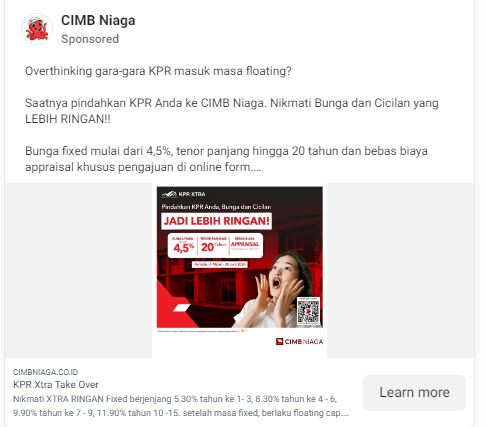 CIMB Niaga
Sponsored
Overthinking gara-gara KPR masuk masa floating?
Saatnya pindahkan KPR Anda ke CIMB Niaga. Nikmati Bunga dan Cicilan yang
LEBIH RINGAN!!
Bunga fixed mulai dari 4,5%, tenor panjang hingga 20 tahun dan bebas biaya
appraisal khusus pengajuan di online form....
KPR XTRA
Pindahkan KPR Anda, Bunga dan Cicilan
JADI LEBIH RINGAN!
BUNGA FIXED
4,5%
TENOR PANJANG
20 Tahun
BEBAS BIAYA
APPRAISAL
CIMB NIAGA
CIMBNIAGA.CO.ID
KPR Xtra Take Over
Nikmati XTRA RINGAN Fixed berjenjang 5.30% tahun ke 1- 3, 8.30% tahun ke 4 - 6,
9.90% tahun ke 7 - 9, 11.90% tahun 10 -15. setelah masa fixed, berlaku floating cap....
Learn more